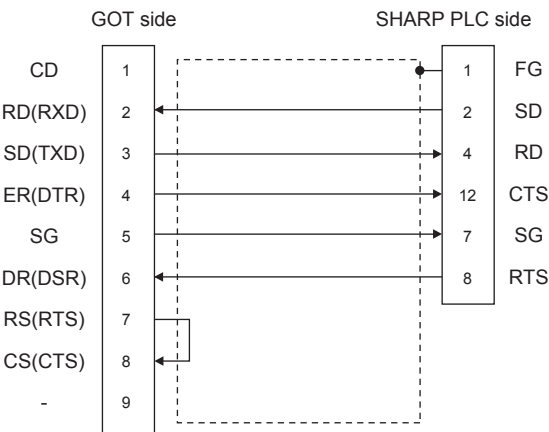 GOT side SHARP PLC side
CD 1 1 FG
RD(RXD) 2 2 SD
SD(TXD) 3 4 RD
ER(DTR) 4 12 CTS
SG 5 7 SG
DR(DSR) 6 8 RTS
RS(RTS) 7
CS(CTS) 8
- 9